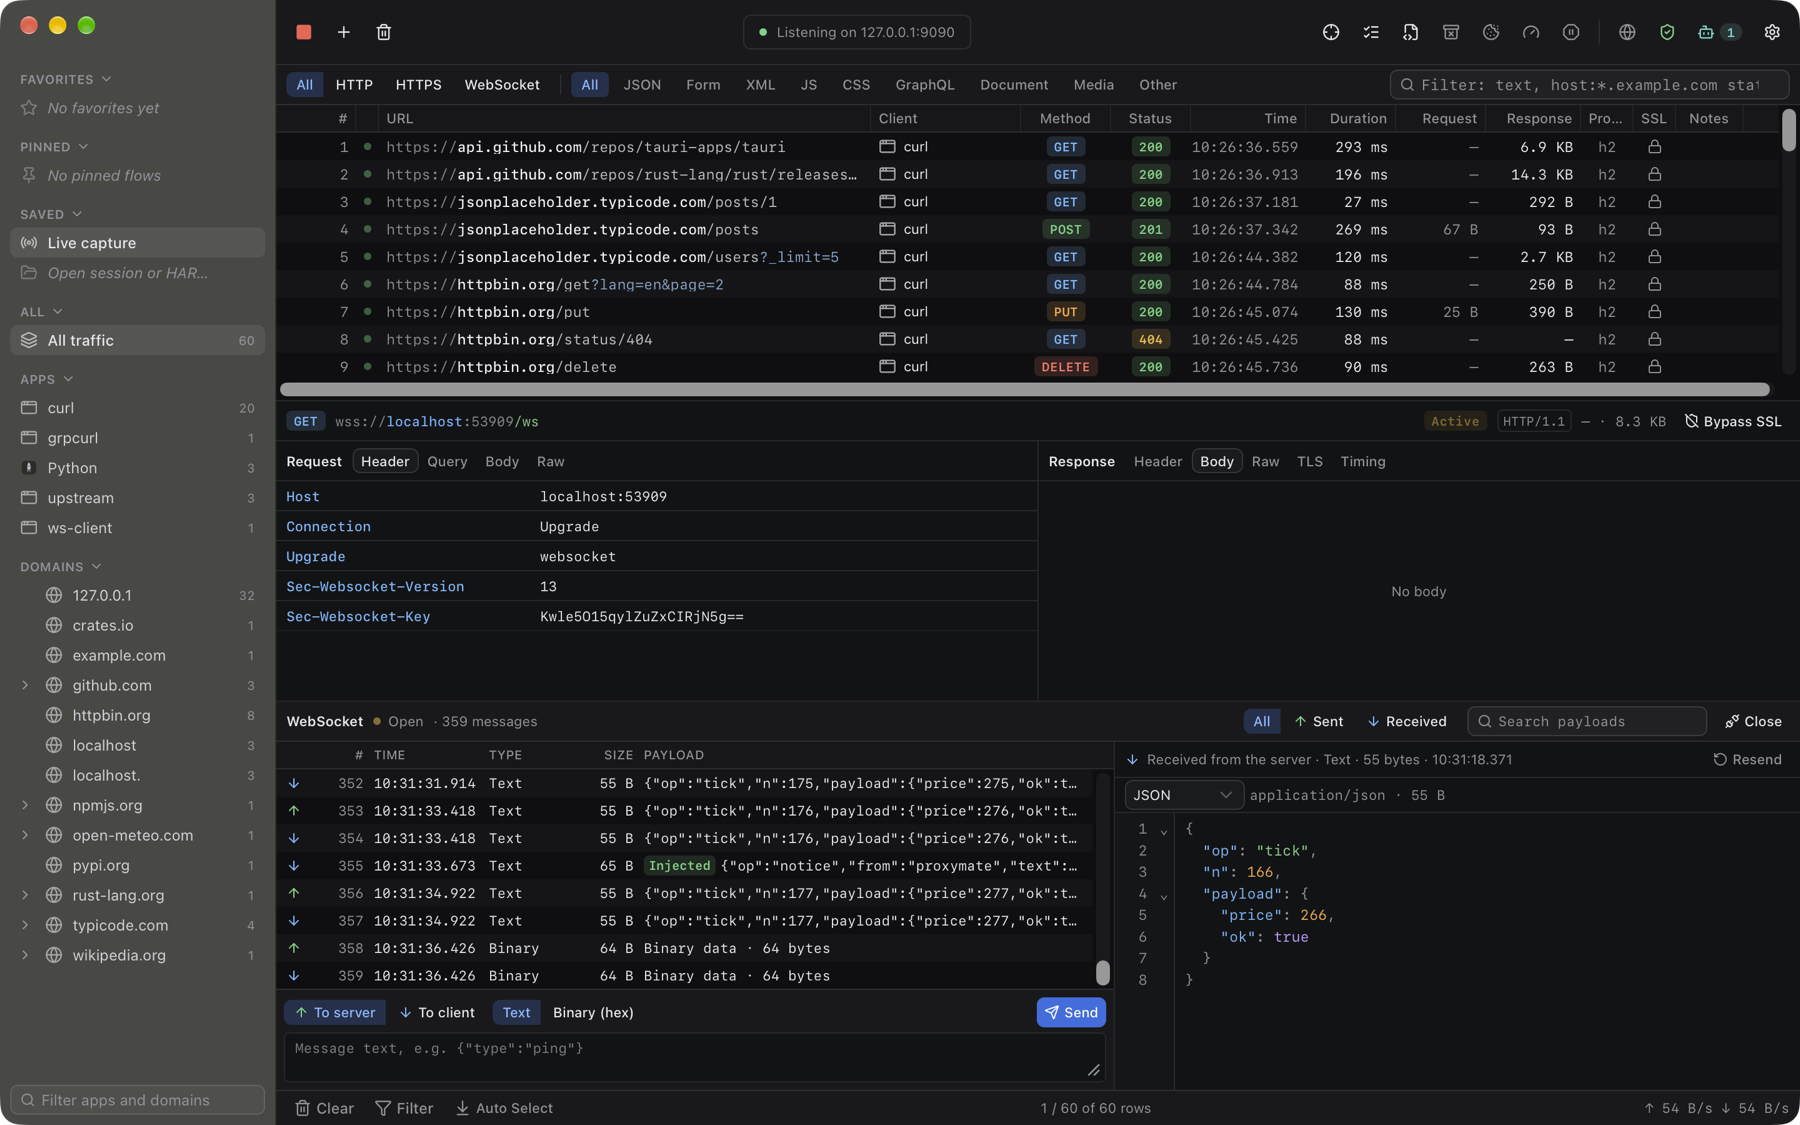 Listening on 127.0.0.1:9090
1
FAVORITES
No favorites yet
PINNED
No pinned flows
SAVED
Live capture
Open session or HAR...
ALL
All traffic 60
APPS
curl 20
grpcurl 1
Python 3
upstream 3
ws-client 1
DOMAINS
127.0.0.1 32
crates.io 1
example.com 1
github.com 3
httpbin.org 8
localhost 3
localhost. 3
npmjs.org 1
open-meteo.com 1
pypi.org 1
rust-lang.org 1
typicode.com 4
wikipedia.org 1
Filter apps and domains
All HTTP HTTPS WebSocket All JSON Form XML JS CSS GraphQL Document Media Other Filter: text, host:*.example.com stat
# URL Client Method Status Time Duration Request Response Pro... SSL Notes
1 https://api.github.com/repos/tauri-apps/tauri curl GET 200 10:26:36.559 293 ms — 6.9 KB h2
2 https://api.github.com/repos/rust-lang/rust/releases… curl GET 200 10:26:36.913 196 ms — 14.3 KB h2
3 https://jsonplaceholder.typicode.com/posts/1 curl GET 200 10:26:37.181 27 ms — 292 B h2
4 https://jsonplaceholder.typicode.com/posts curl POST 201 10:26:37.342 269 ms 67 B 93 B h2
5 https://jsonplaceholder.typicode.com/users?_limit=5 curl GET 200 10:26:44.382 120 ms — 2.7 KB h2
6 https://httpbin.org/get?lang=en&page=2 curl GET 200 10:26:44.784 88 ms — 250 B h2
7 https://httpbin.org/put curl PUT 200 10:26:45.074 130 ms 25 B 390 B h2
8 https://httpbin.org/status/404 curl GET 404 10:26:45.425 88 ms — — h2
9 https://httpbin.org/delete curl DELETE 200 10:26:45.736 90 ms — 263 B h2
GET wss://localhost:53909/ws Active HTTP/1.1 — · 8.3 KB Bypass SSL
Request Header Query Body Raw
Host localhost:53909
Connection Upgrade
Upgrade websocket
Sec-Websocket-Version 13
Sec-Websocket-Key Kwle5O15qylZuZxCIRjN5g==
Response Header Body Raw TLS Timing
No body
WebSocket Open · 359 messages All Sent Received Search payloads Close
# TIME TYPE SIZE PAYLOAD
352 10:31:31.914 Text 55 B {"op":"tick","n":175,"payload":{"price":275,"ok":t…
353 10:31:33.418 Text 55 B {"op":"tick","n":176,"payload":{"price":276,"ok":t…
354 10:31:33.418 Text 55 B {"op":"tick","n":176,"payload":{"price":276,"ok":t…
355 10:31:33.673 Text 65 B Injected {"op":"notice","from":"proxymate","text":…
356 10:31:34.922 Text 55 B {"op":"tick","n":177,"payload":{"price":277,"ok":t…
357 10:31:34.922 Text 55 B {"op":"tick","n":177,"payload":{"price":277,"ok":t…
358 10:31:36.426 Binary 64 B Binary data · 64 bytes
359 10:31:36.426 Binary 64 B Binary data · 64 bytes
To server To client Text Binary (hex) Send
Message text, e.g. {"type":"ping"}
Received from the server · Text · 55 bytes · 10:31:18.371 Resend
JSON application/json · 55 B
1 {
2 "op": "tick",
3 "n": 166,
4 "payload": {
5 "price": 266,
6 "ok": true
7 }
8 }
Clear Filter Auto Select 1 / 60 of 60 rows ↑ 54 B/s ↓ 54 B/s